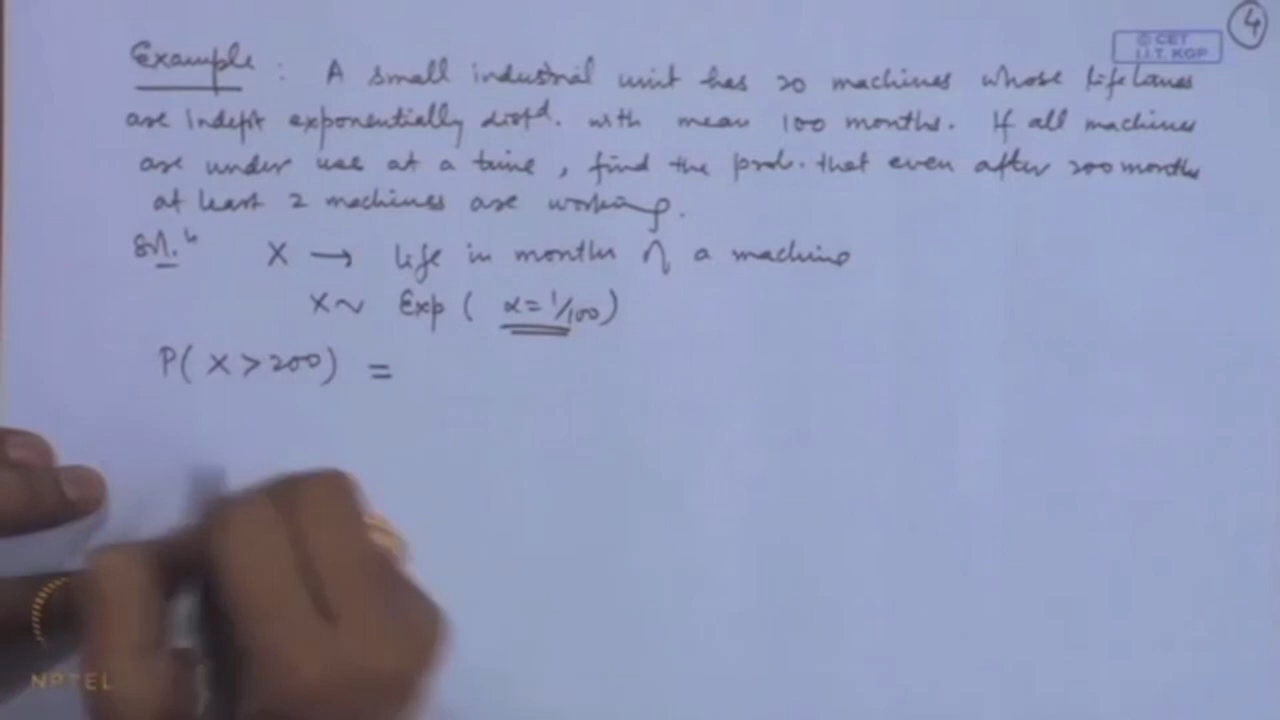 4
© CET
I.I.T. KGP
Example : A small industrial unit has 20 machines whose lifetimes
are indept exponentially distd. with mean 100 months. If all machines
are under use at a time, find the prob. that even after 200 months
at least 2 machines are working.
Sol.ⁿ X → life in months of a machine
X ~ Exp ( α = 1/100 )
P( X > 200 ) =
NPTEL